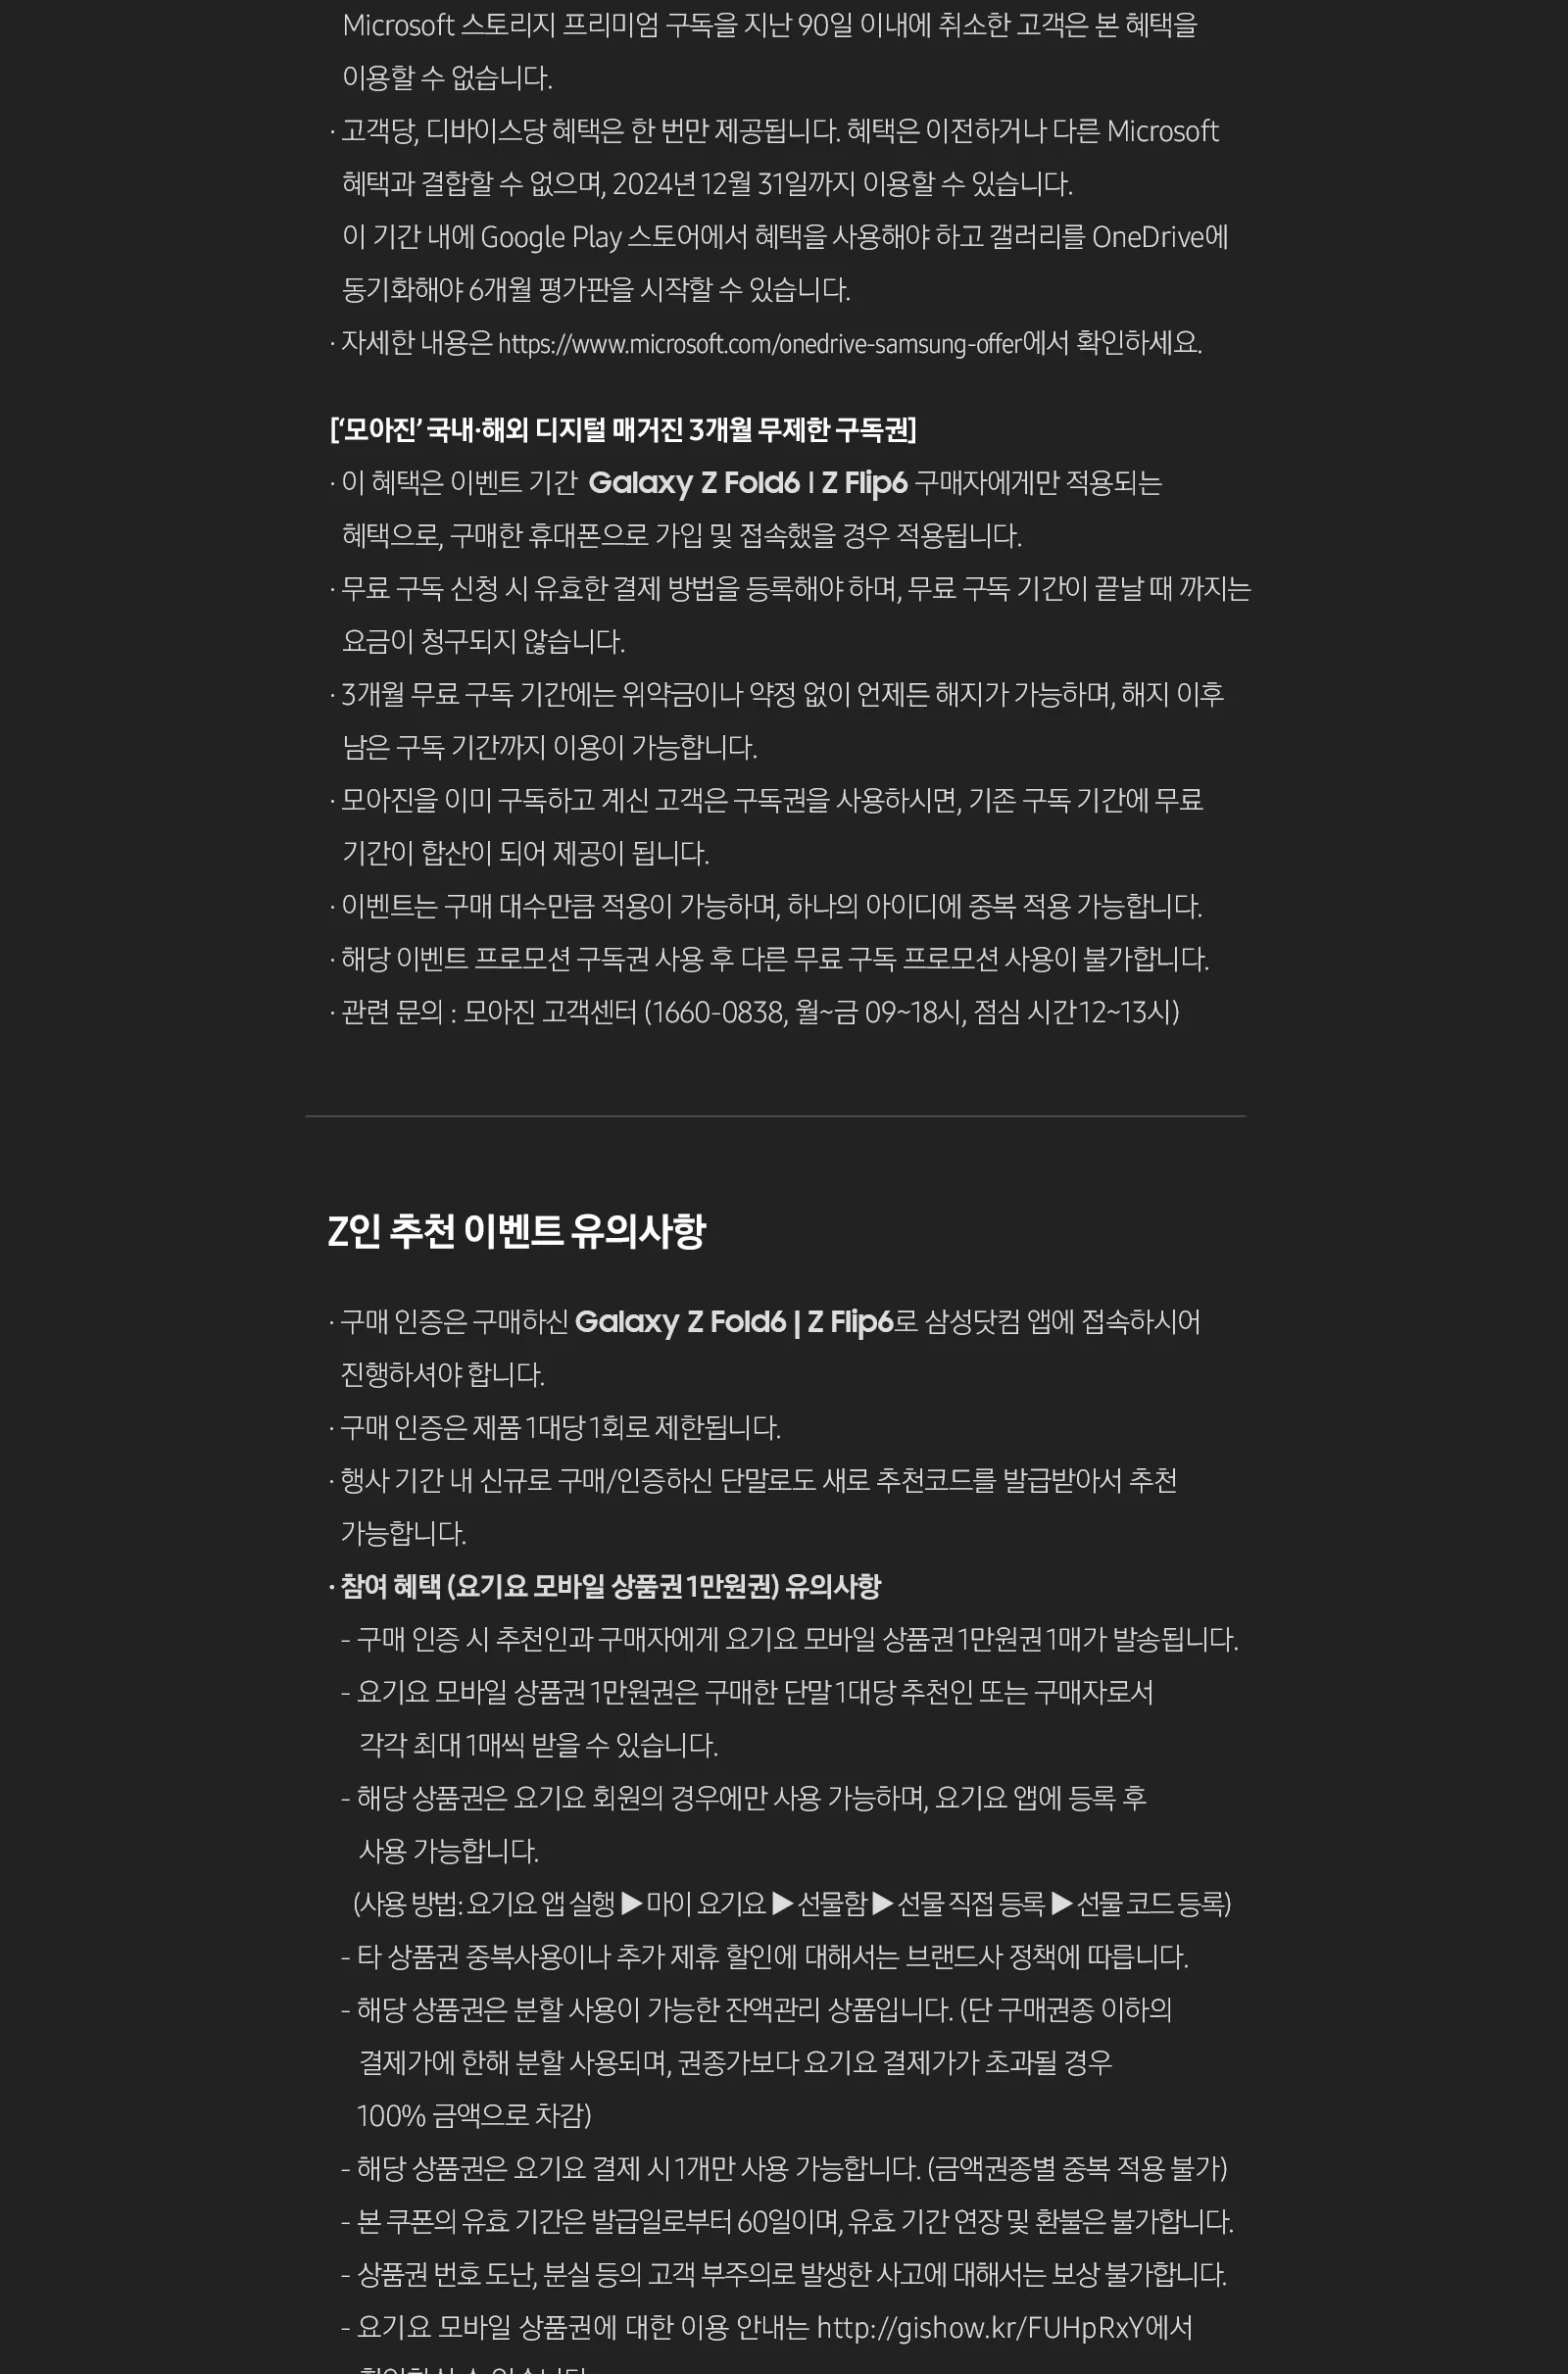 Microsoft 스토리지 프리미엄 구독을 지난 90일 이내에 취소한 고객은 본 혜택을
이용할 수 없습니다.
· 고객당, 디바이스당 혜택은 한 번만 제공됩니다. 혜택은 이전하거나 다른 Microsoft
혜택과 결합할 수 없으며, 2024년 12월 31일까지 이용할 수 있습니다.
이 기간 내에 Google Play 스토어에서 혜택을 사용해야 하고 갤러리를 OneDrive에
동기화해야 6개월 평가판을 시작할 수 있습니다.
· 자세한 내용은 https://www.microsoft.com/onedrive-samsung-offer에서 확인하세요.
[‘모아진’ 국내·해외 디지털 매거진 3개월 무제한 구독권]
· 이 혜택은 이벤트 기간 Galaxy Z Fold6 | Z Flip6 구매자에게만 적용되는
혜택으로, 구매한 휴대폰으로 가입 및 접속했을 경우 적용됩니다.
· 무료 구독 신청 시 유효한 결제 방법을 등록해야 하며, 무료 구독 기간이 끝날 때 까지는
요금이 청구되지 않습니다.
· 3개월 무료 구독 기간에는 위약금이나 약정 없이 언제든 해지가 가능하며, 해지 이후
남은 구독 기간까지 이용이 가능합니다.
· 모아진을 이미 구독하고 계신 고객은 구독권을 사용하시면, 기존 구독 기간에 무료
기간이 합산이 되어 제공이 됩니다.
· 이벤트는 구매 대수만큼 적용이 가능하며, 하나의 아이디에 중복 적용 가능합니다.
· 해당 이벤트 프로모션 구독권 사용 후 다른 무료 구독 프로모션 사용이 불가합니다.
· 관련 문의 : 모아진 고객센터 (1660-0838, 월~금 09~18시, 점심 시간 12~13시)
Z인 추천 이벤트 유의사항
· 구매 인증은 구매하신 Galaxy Z Fold6 | Z Flip6로 삼성닷컴 앱에 접속하시어
진행하셔야 합니다.
· 구매 인증은 제품 1대당 1회로 제한됩니다.
· 행사 기간 내 신규로 구매/인증하신 단말로도 새로 추천코드를 발급받아서 추천
가능합니다.
· 참여 혜택 (요기요 모바일 상품권 1만원권) 유의사항
- 구매 인증 시 추천인과 구매자에게 요기요 모바일 상품권 1만원권 1매가 발송됩니다.
- 요기요 모바일 상품권 1만원권은 구매한 단말 1대당 추천인 또는 구매자로서
각각 최대 1매씩 받을 수 있습니다.
- 해당 상품권은 요기요 회원의 경우에만 사용 가능하며, 요기요 앱에 등록 후
사용 가능합니다.
(사용 방법: 요기요 앱 실행 ▶ 마이 요기요 ▶ 선물함 ▶ 선물 직접 등록 ▶ 선물 코드 등록)
- 타 상품권 중복사용이나 추가 제휴 할인에 대해서는 브랜드사 정책에 따릅니다.
- 해당 상품권은 분할 사용이 가능한 잔액관리 상품입니다. (단 구매권종 이하의
결제가에 한해 분할 사용되며, 권종가보다 요기요 결제가가 초과될 경우
100% 금액으로 차감)
- 해당 상품권은 요기요 결제 시 1개만 사용 가능합니다. (금액권종별 중복 적용 불가)
- 본 쿠폰의 유효 기간은 발급일로부터 60일이며, 유효 기간 연장 및 환불은 불가합니다.
- 상품권 번호 도난, 분실 등의 고객 부주의로 발생한 사고에 대해서는 보상 불가합니다.
- 요기요 모바일 상품권에 대한 이용 안내는 http://gishow.kr/FUHpRxY에서